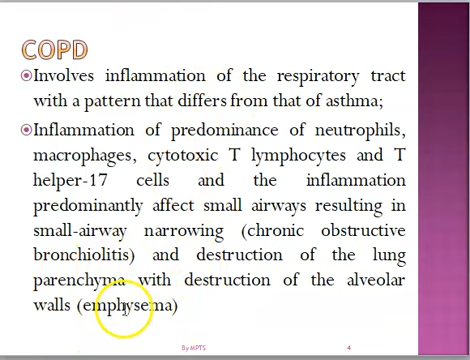 COPD
Involves inflammation of the respiratory tract
with a pattern that differs from that of asthma;
Inflammation of predominance of neutrophils,
macrophages, cytotoxic T lymphocytes and T
helper-17 cells and the inflammation
predominantly affect small airways resulting in
small-airway narrowing (chronic obstructive
bronchiolitis) and destruction of the lung
parenchyma with destruction of the alveolar
walls (emphysema)
By MPTS
4